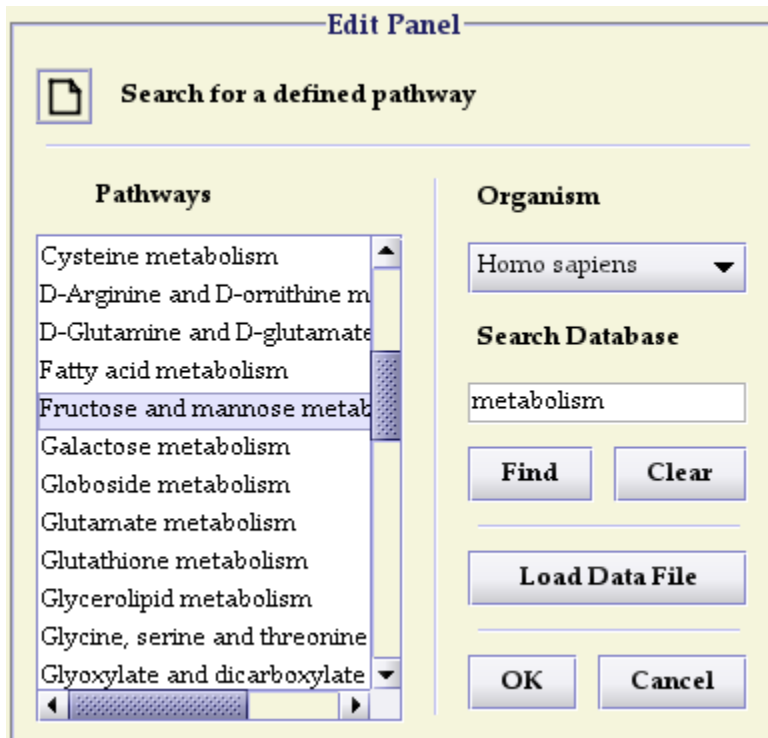 Edit Panel
Search for a defined pathway
Pathways
Cysteine metabolism
D-Arginine and D-ornithine m
D-Glutamine and D-glutamate
Fatty acid metabolism
Fructose and mannose metab
Galactose metabolism
Globoside metabolism
Glutamate metabolism
Glutathione metabolism
Glycerolipid metabolism
Glycine, serine and threonine
Glyoxylate and dicarboxylate
Organism
Homo sapiens
Search Database
metabolism
Find
Clear
Load Data File
OK
Cancel